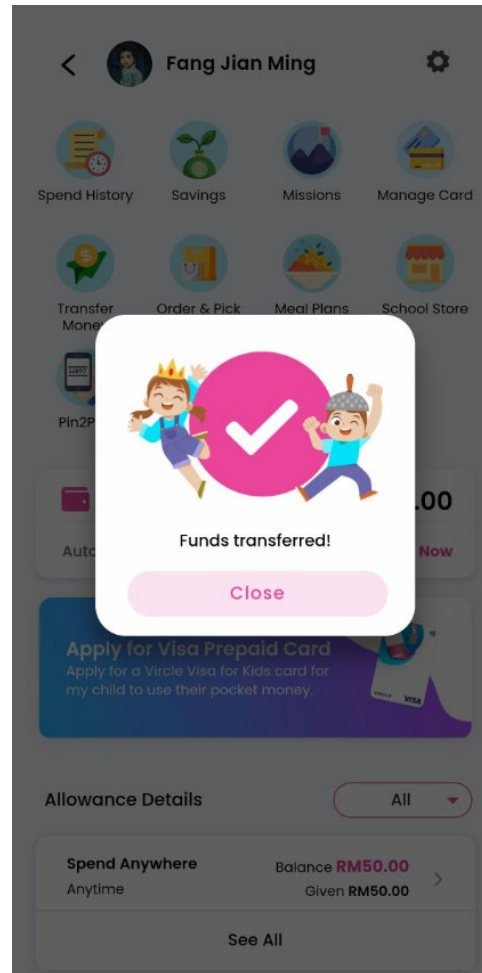 Fang Jian Ming
Spend History
Savings
Missions
Manage Card
Transfer
Order & Pick
Meal Plans
School Store
Funds transferred!
Close
.00
Now
Apply for Visa Prepaid Card
Apply for a Vircle Visa for Kids card for
my child to use their pocket money.
VISA
Allowance Details
All
Spend Anywhere
Balance RM50.00
Anytime
Given RM50.00
See All